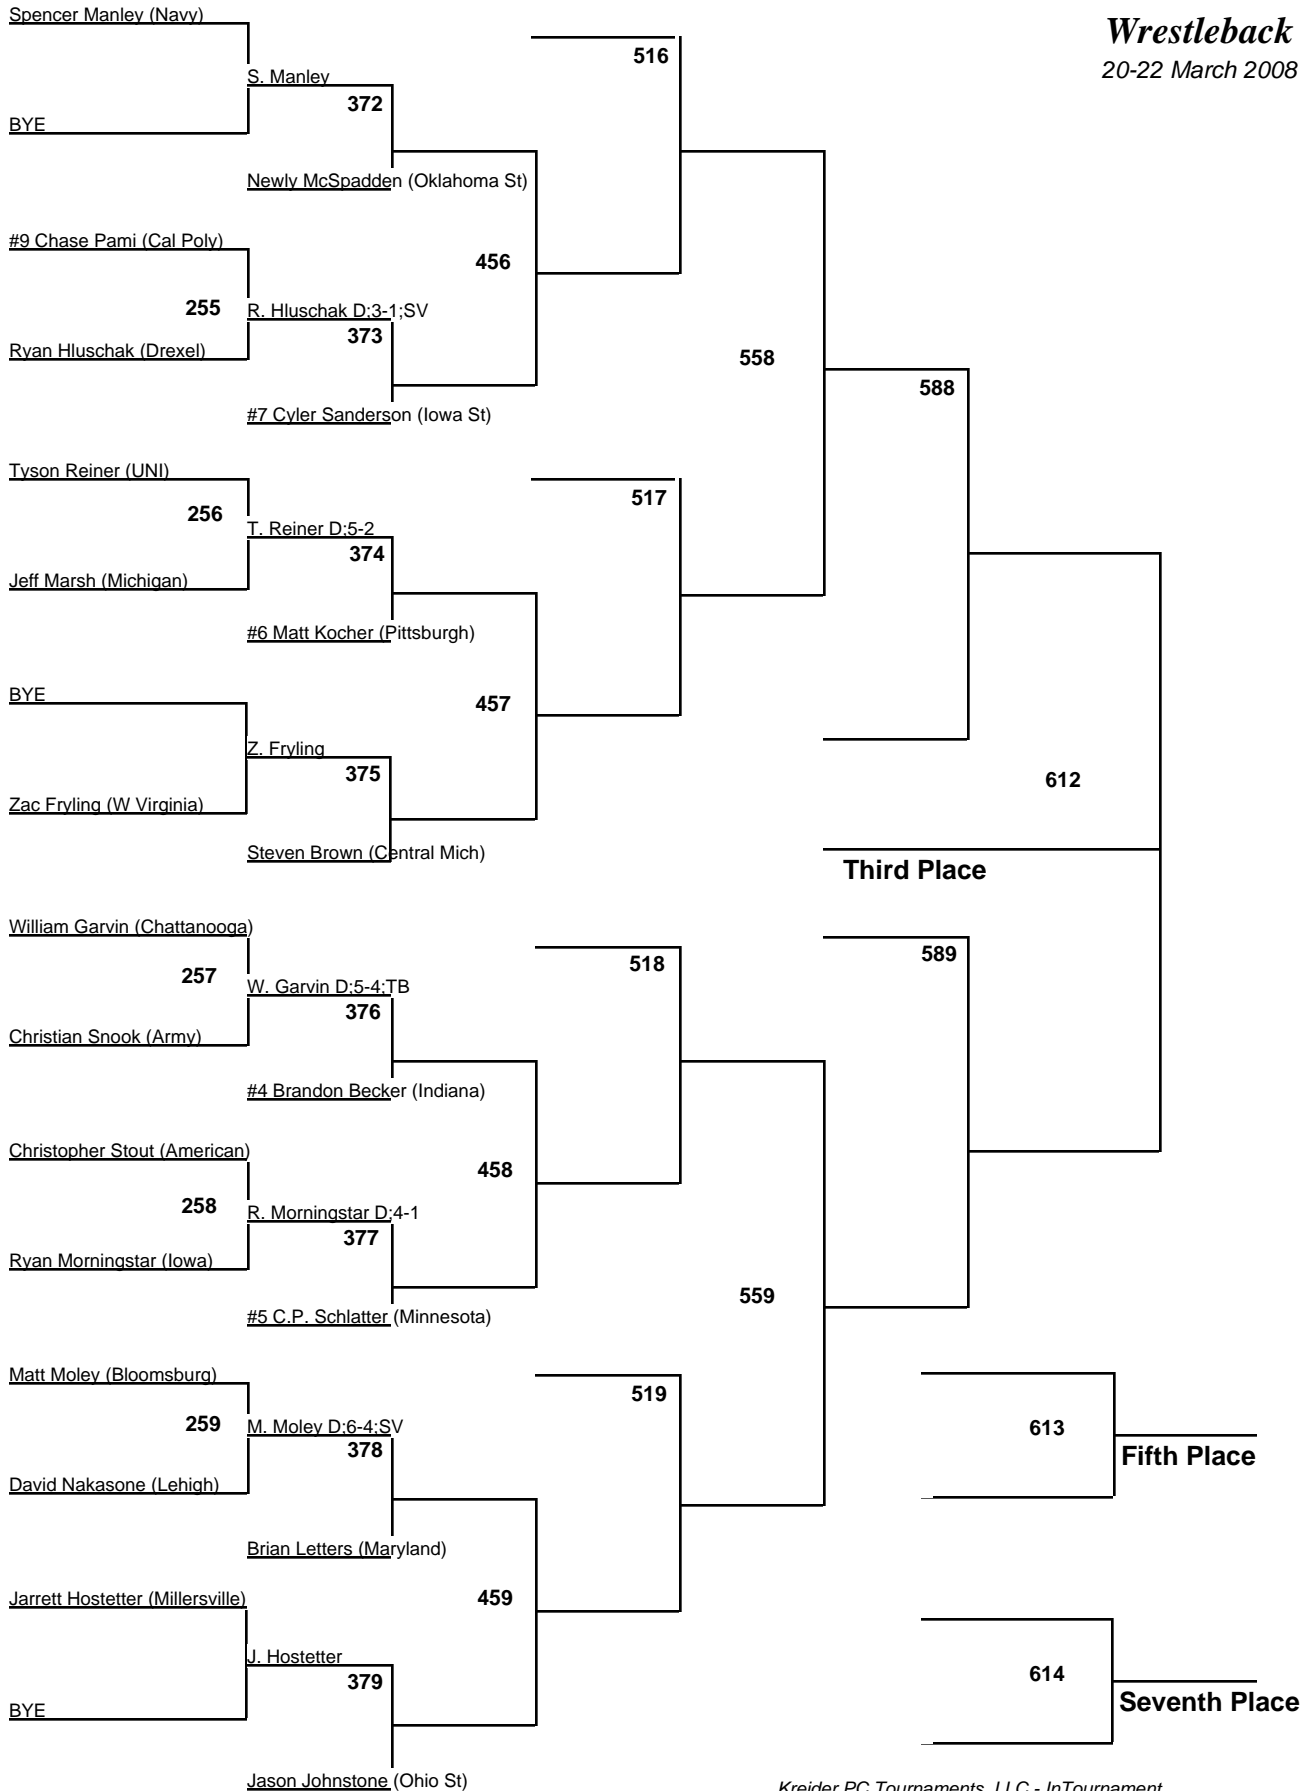 Spencer Manley (Navy)
Wrestleback
516
20-22 March 2008
S. Manley
372
BYE
Newly McSpadden (Oklahoma St)
#9 Chase Pami (Cal Poly)
456
255
R. Hluschak D;3-1;SV
373
Ryan Hluschak (Drexel)
558
588
#7 Cyler Sanderson (Iowa St)
Tyson Reiner (UNI)
517
256
T. Reiner D;5-2
374
Jeff Marsh (Michigan)
#6 Matt Kocher (Pittsburgh)
BYE
457
Z. Fryling
375
612
Zac Fryling (W Virginia)
Steven Brown (Central Mich)
Third Place
William Garvin (Chattanooga)
589
518
257
W. Garvin D;5-4;TB
376
Christian Snook (Army)
#4 Brandon Becker (Indiana)
Christopher Stout (American)
458
258
R. Morningstar D;4-1
377
Ryan Morningstar (Iowa)
559
#5 C.P. Schlatter (Minnesota)
Matt Moley (Bloomsburg)
519
259
M. Moley D;6-4;SV
613
378
Fifth Place
David Nakasone (Lehigh)
Brian Letters (Maryland)
Jarrett Hostetter (Millersville)
459
J. Hostetter
614
379
Seventh Place
BYE
Jason Johnstone (Ohio St)
Kreider PC Tournaments, LLC - InTournament